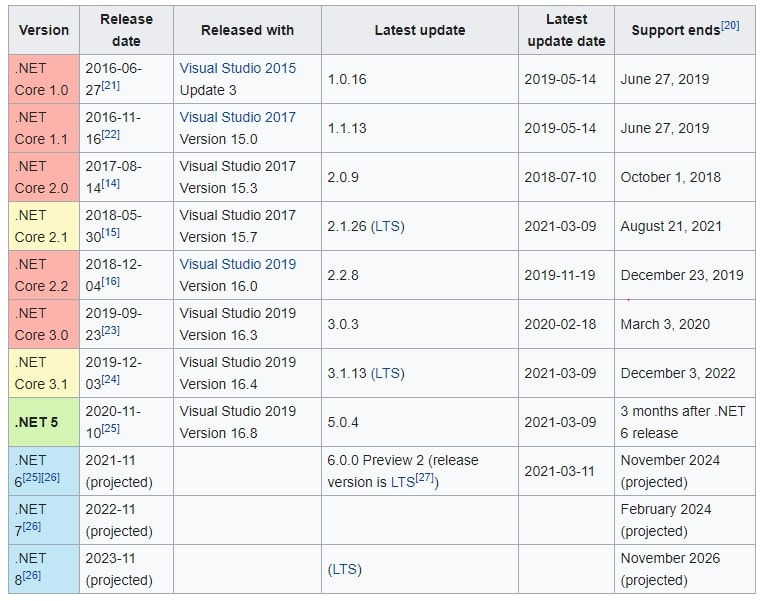 Version
Release
date
Released with
Latest update
Latest
update date
Support ends[20]
.NET
Core 1.0
2016-06-
27[21]
Visual Studio 2015
Update 3
1.0.16
2019-05-14
June 27, 2019
.NET
Core 1.1
2016-11-
16[22]
Visual Studio 2017
Version 15.0
1.1.13
2019-05-14
June 27, 2019
.NET
Core 2.0
2017-08-
14[14]
Visual Studio 2017
Version 15.3
2.0.9
2018-07-10
October 1, 2018
.NET
Core 2.1
2018-05-
30[15]
Visual Studio 2017
Version 15.7
2.1.26 (LTS)
2021-03-09
August 21, 2021
.NET
Core 2.2
2018-12-
04[16]
Visual Studio 2019
Version 16.0
2.2.8
2019-11-19
December 23, 2019
.NET
Core 3.0
2019-09-
23[23]
Visual Studio 2019
Version 16.3
3.0.3
2020-02-18
March 3, 2020
.NET
Core 3.1
2019-12-
03[24]
Visual Studio 2019
Version 16.4
3.1.13 (LTS)
2021-03-09
December 3, 2022
.NET 5
2020-11-
10[25]
Visual Studio 2019
Version 16.8
5.0.4
2021-03-09
3 months after .NET
6 release
.NET
6[25][26]
2021-11
(projected)
6.0.0 Preview 2 (release
version is LTS[27])
2021-03-11
November 2024
(projected)
.NET
7[26]
2022-11
(projected)
February 2024
(projected)
.NET
8[26]
2023-11
(projected)
(LTS)
November 2026
(projected)